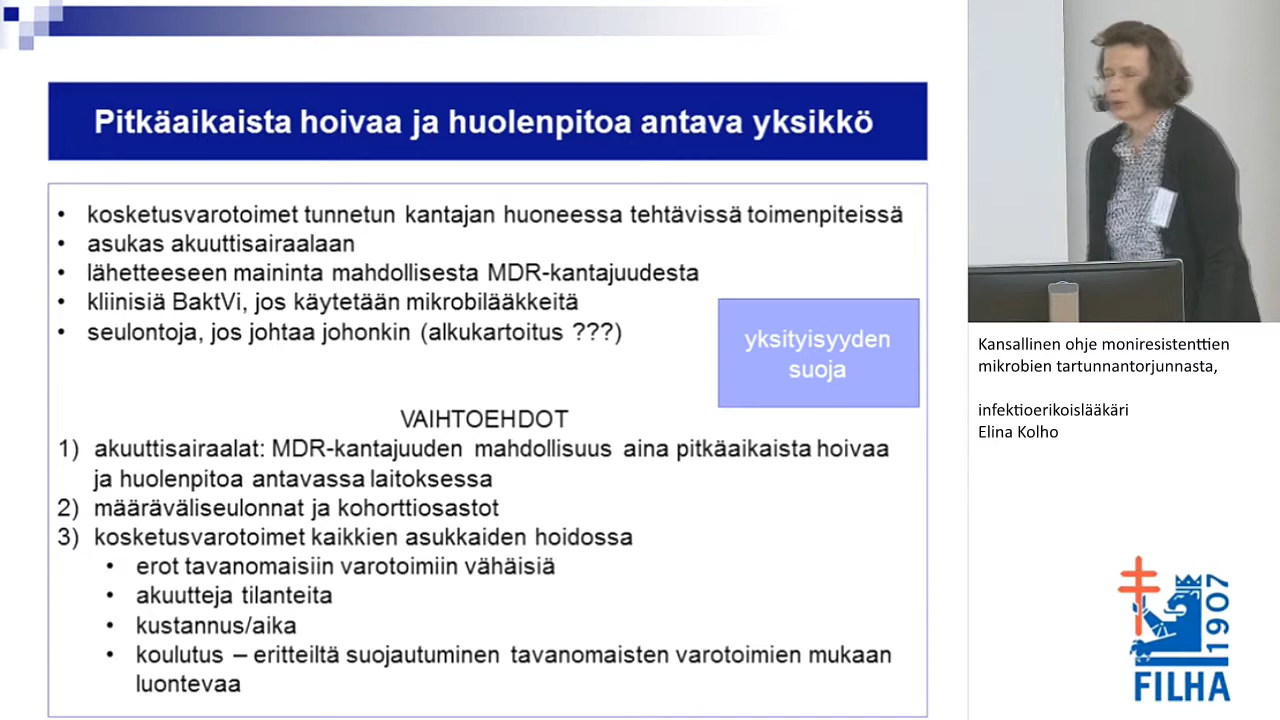 Pitkäaikaista hoivaa ja huolenpitoa antava yksikkö
• kosketusvarotoimet tunnetun kantajan huoneessa tehtävissä toimenpiteissä
• asukas akuuttisairaalaan
• lähetteeseen maininta mahdollisesta MDR-kantajuudesta
• kliinisiä BaktVi, jos käytetään mikrobilääkkeitä
• seulontoja, jos johtaa johonkin (alkukartoitus ???)
yksityisyyden
suoja
VAIHTOEHDOT
1) akuuttisairaalat: MDR-kantajuuden mahdollisuus aina pitkäaikaista hoivaa
ja huolenpitoa antavassa laitoksessa
2) määräväliseulonnat ja kohorttiosastot
3) kosketusvarotoimet kaikkien asukkaiden hoidossa
• erot tavanomaisiin varotoimiin vähäisiä
• akuutteja tilanteita
• kustannus/aika
• koulutus – eritteiltä suojautuminen tavanomaisten varotoimien mukaan
luontevaa
Kansallinen ohje moniresistenttien
mikrobien tartunnantorjunnasta,
infektioerikoislääkäri
Elina Kolho
1907
FILHA